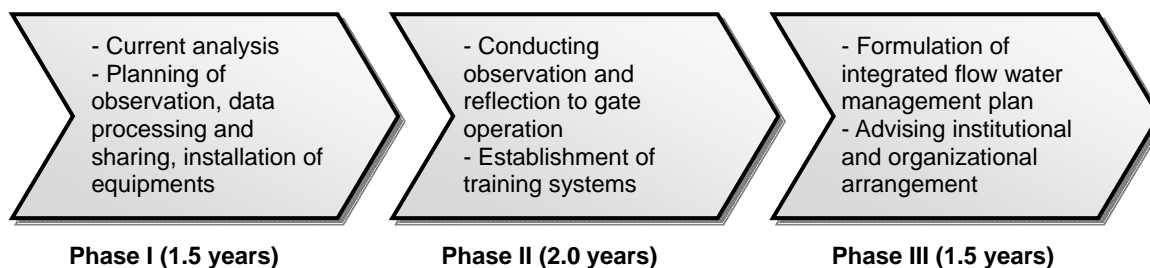 - Current analysis
- Planning of
observation, data
processing and
sharing, installation of
equipments
Phase I (1.5 years)
- Conducting
observation and
reflection to gate
operation
- Establishment of
training systems
Phase II (2.0 years)
- Formulation of
integrated flow water
management plan
- Advising institutional
and organizational
arrangement
Phase III (1.5 years)